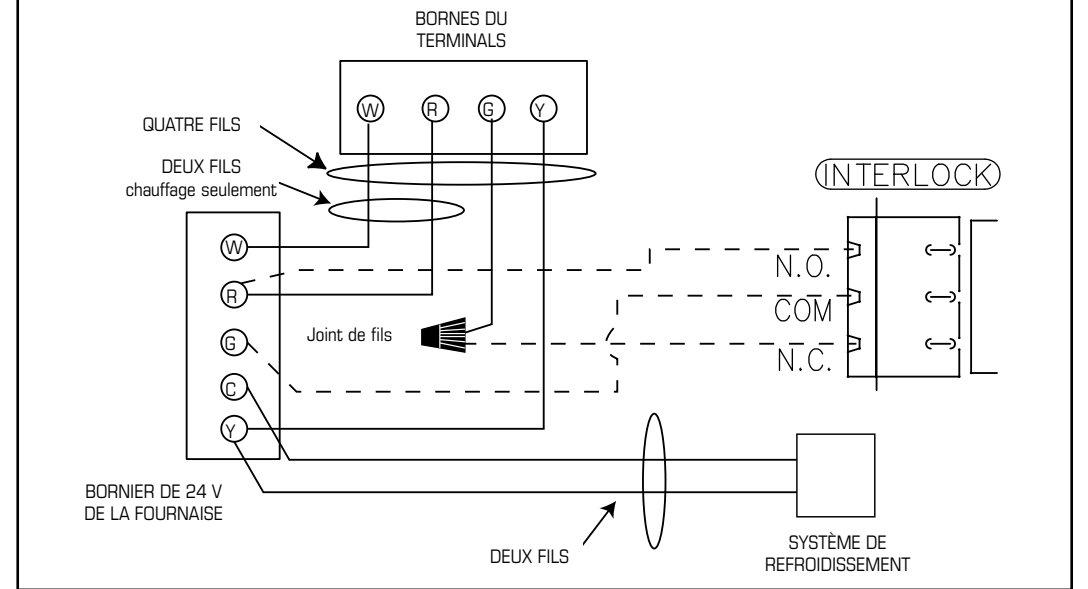 BORNES DU
TERMINALS
W R G Y
QUATRE FILS
DEUX FILS
chauffage seulement
INTERLOCK
W
R
G
C
Y
Joint de fils
N.O.
COM
N.C.
BORNIER DE 24 V
DE LA FOURNAISE
DEUX FILS
SYSTÈME DE
REFROIDISSEMENT